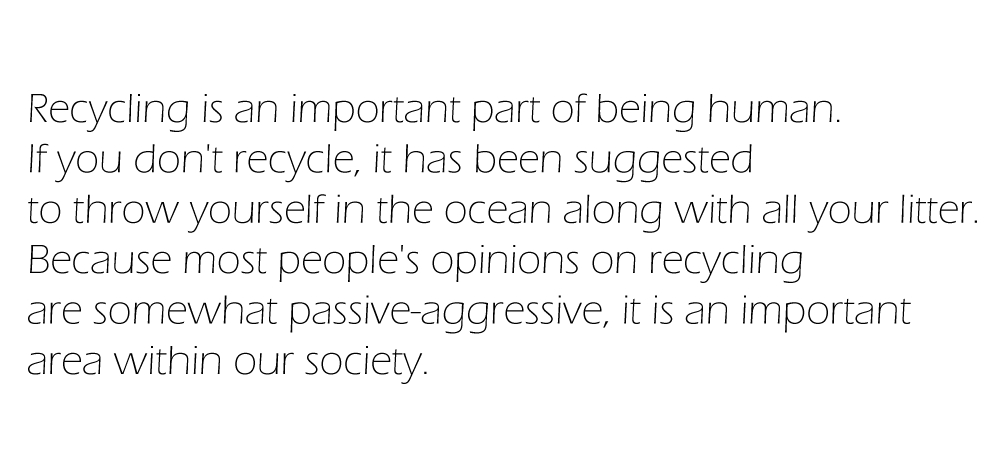 Recycling is an important part of being human.
If you don't recycle, it has been suggested
to throw yourself in the ocean along with all your litter.
Because most people's opinions on recycling
are somewhat passive-aggressive, it is an important
area within our society.